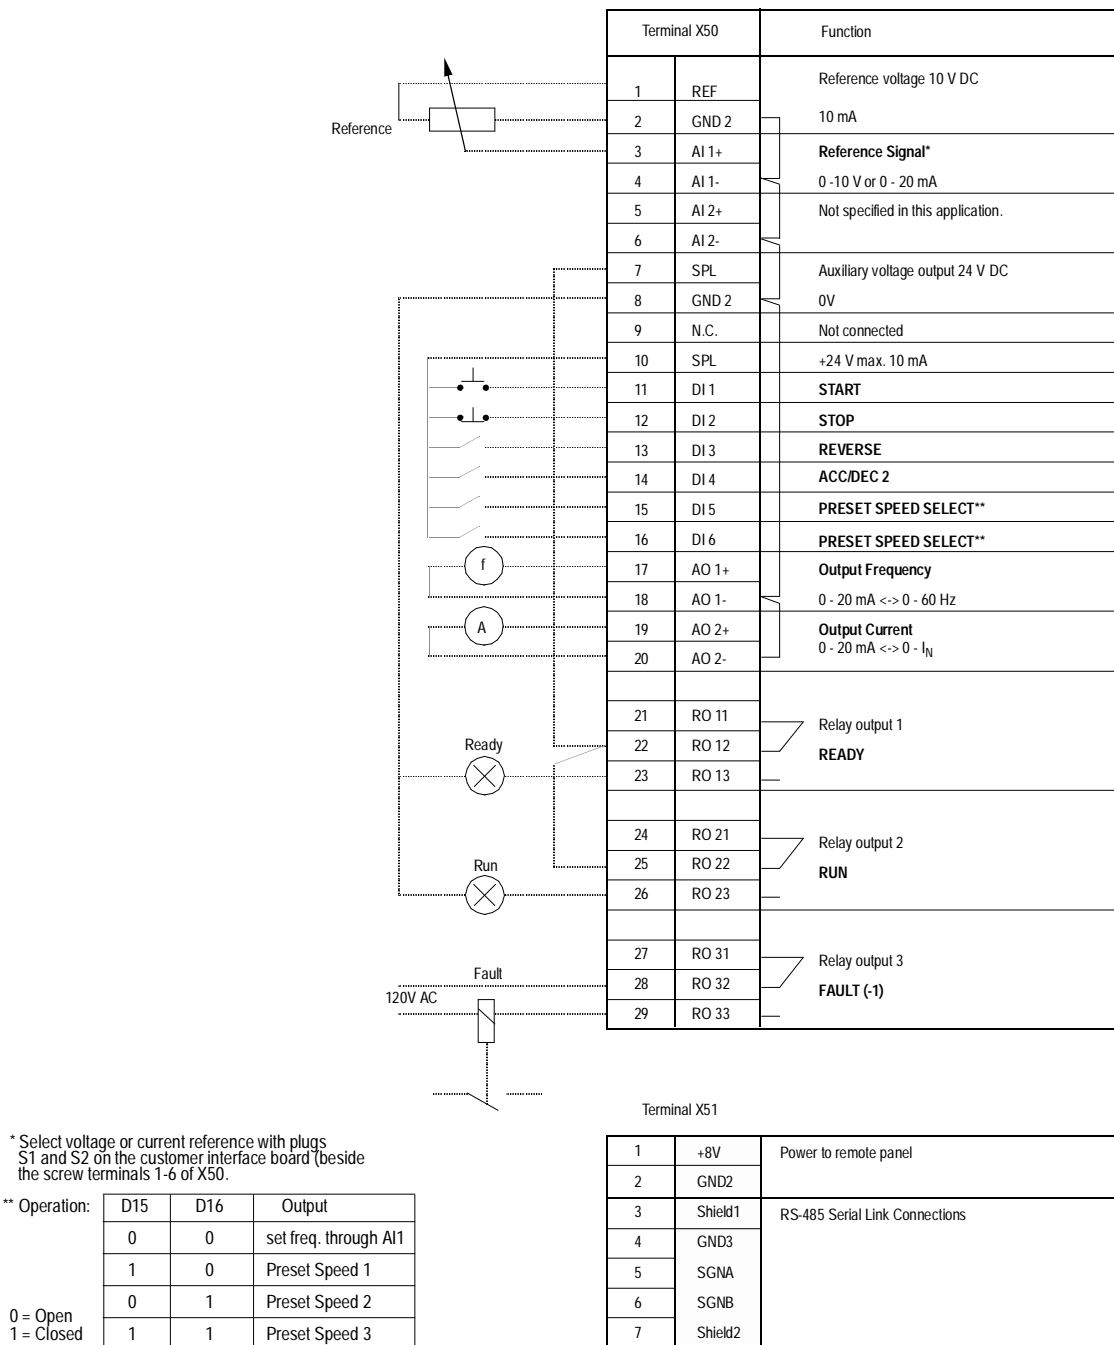 Terminal X50 Function
1 REF Reference voltage 10 V DC
Reference 2 GND 2 10 mA
3 AI 1+ Reference Signal*
4 AI 1- 0 -10 V or 0 - 20 mA
5 AI 2+ Not specified in this application.
6 AI 2-
7 SPL Auxiliary voltage output 24 V DC
8 GND 2 0V
9 N.C. Not connected
10 SPL +24 V max. 10 mA
11 DI 1 START
12 DI 2 STOP
13 DI 3 REVERSE
14 DI 4 ACC/DEC 2
15 DI 5 PRESET SPEED SELECT**
16 DI 6 PRESET SPEED SELECT**
f 17 AO 1+ Output Frequency
18 AO 1- 0 - 20 mA <-> 0 - 60 Hz
A 19 AO 2+ Output Current
20 AO 2- 0 - 20 mA <-> 0 - IN
21 RO 11 Relay output 1
Ready 22 RO 12 READY
23 RO 13
24 RO 21 Relay output 2
Run 25 RO 22 RUN
26 RO 23
27 RO 31 Relay output 3
Fault 28 RO 32 FAULT (-1)
120V AC 29 RO 33
Terminal X51
1 +8V Power to remote panel
2 GND2
3 Shield1 RS-485 Serial Link Connections
4 GND3
5 SGNA
6 SGNB
7 Shield2
* Select voltage or current reference with plugs
S1 and S2 on the customer interface board (beside
the screw terminals 1-6 of X50.
** Operation: D15 D16 Output
0 0 set freq. through AI1
1 0 Preset Speed 1
0 1 Preset Speed 2
0 = Open
1 = Closed 1 1 Preset Speed 3